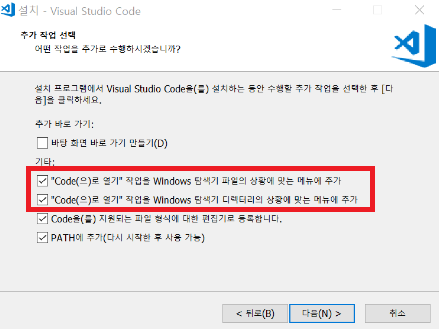 설치 - Visual Studio Code
추가 작업 선택
어떤 작업을 추가로 수행하시겠습니까?
설치 프로그램에서 Visual Studio Code을(를) 설치하는 동안 수행할 추가 작업을 선택한 후 [다
음]을 클릭하세요.
추가 바로 가기:
바탕 화면 바로 가기 만들기(D)
기타:
"Code(으)로 열기" 작업을 Windows 탐색기 파일의 상황에 맞는 메뉴에 추가
"Code(으)로 열기" 작업을 Windows 탐색기 디렉터리의 상황에 맞는 메뉴에 추가
Code을(를) 지원되는 파일 형식에 대한 편집기로 등록합니다.
PATH에 추가(다시 시작한 후 사용 가능)
< 뒤로(B)
다음(N) >
취소